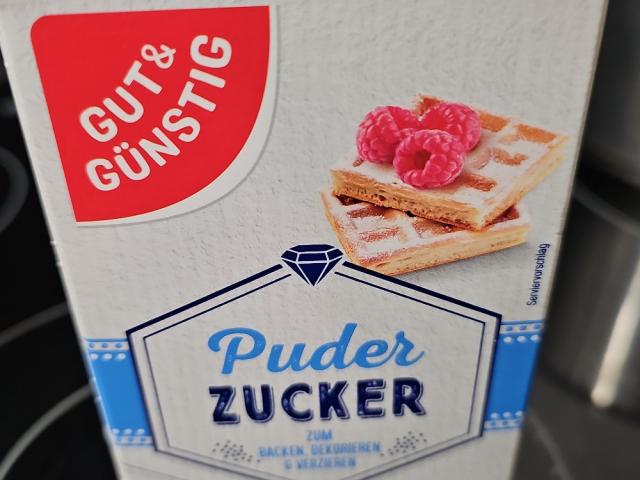 GUT&
GÜNSTIG
Serviervorschlag
Puder
ZUCKER
ZUM
BACKEN, DEKORIEREN
& VERZIEREN